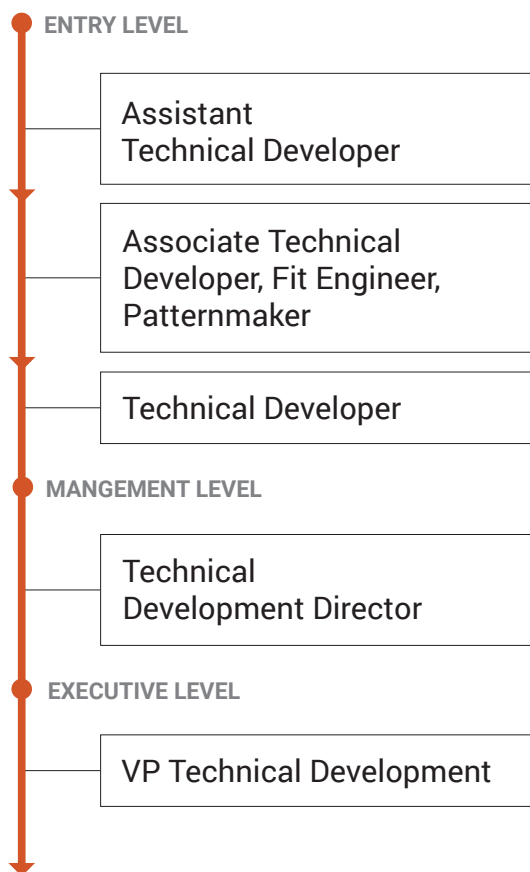 ENTRY LEVEL
Assistant
Technical Developer
Associate Technical
Developer, Fit Engineer,
Patternmaker
Technical Developer
MANGEMENT LEVEL
Technical
Development Director
EXECUTIVE LEVEL
VP Technical Development